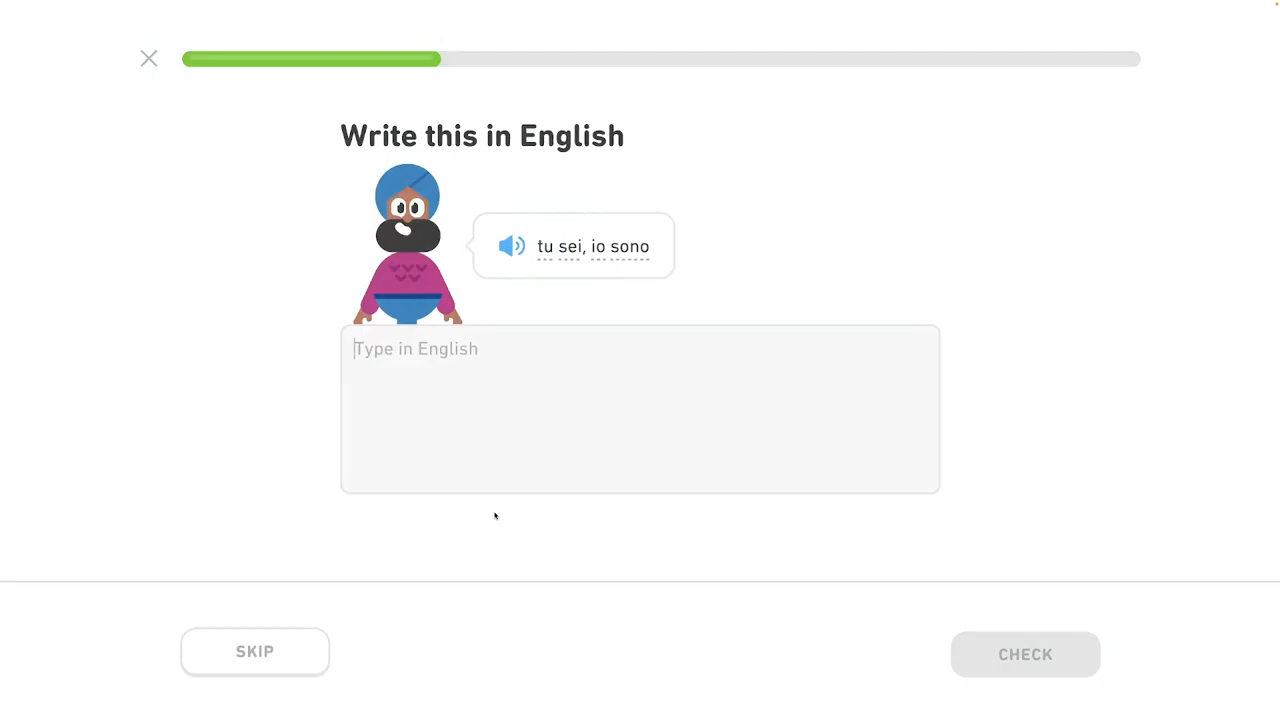 Write this in English
tu sei, io sono
Type in English
SKIP
CHECK